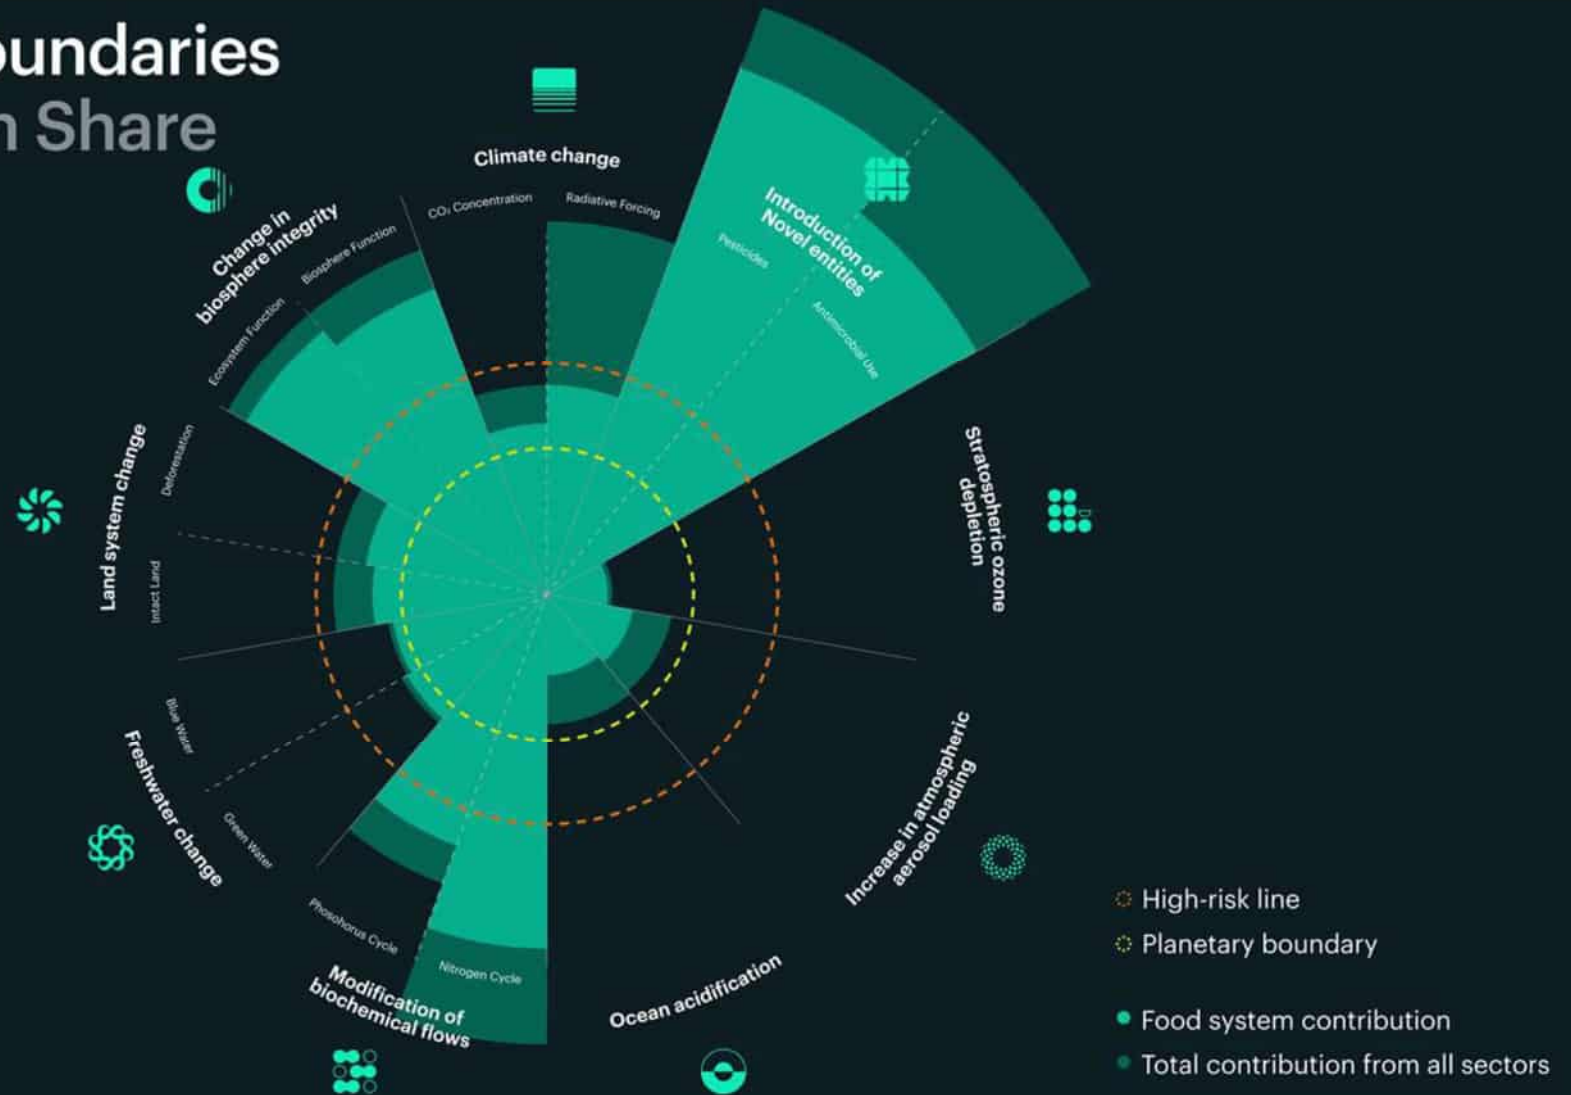 oundaries
n Share
Climate change
CO₂ Concentration
Radiative Forcing
Introduction of
Novel entities
Pesticides
Antimicrobial Use
Stratospheric ozone
depletion
Increase in atmospheric
aerosol loading
Ocean acidification
Nitrogen Cycle
Phosohorus Cycle
Modification of
biochemical flows
Green Water
Blue Water
Freshwater change
Intact Land
Deforestation
Land system change
Ecosystem Function
Biosphere Function
Change in
biosphere integrity
High-risk line
Planetary boundary
Food system contribution
Total contribution from all sectors